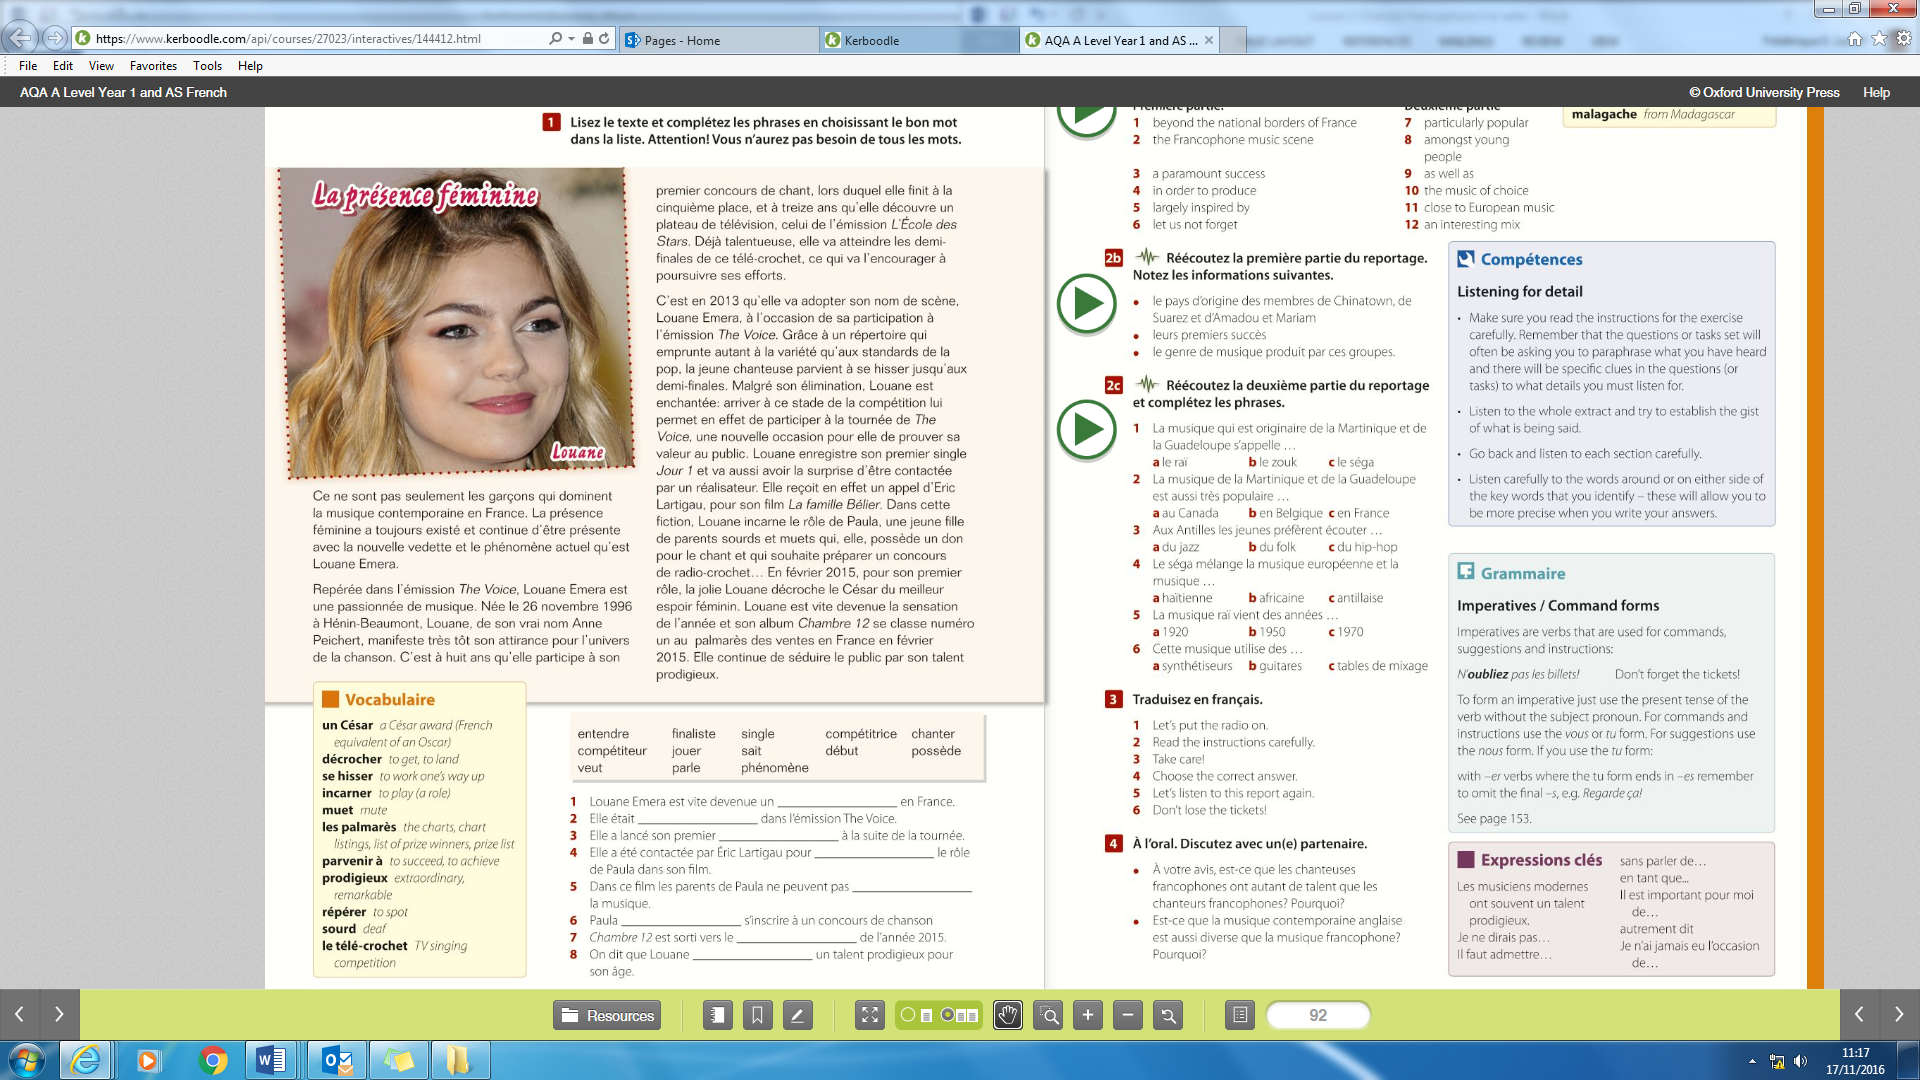 https://www.kerboodle.com/api/courses/27023/interactives/144412.html
Pages - Home
Kerboodle
AQA A Level Year 1 and AS ...
File Edit View Favorites Tools Help
AQA A Level Year 1 and AS French
© Oxford University Press Help
1 Lisez le texte et complétez les phrases en choisissant le bon mot
dans la liste. Attention! Vous n'aurez pas besoin de tous les mots.
La présence féminine
Louane
Ce ne sont pas seulement les garçons qui dominent
la musique contemporaine en France. La présence
féminine a toujours existé et continue d'être présente
avec la nouvelle vedette et le phénomène actuel qu'est
Louane Emera.
Repérée dans l'émission The Voice, Louane Emera est
une passionnée de musique. Née le 26 novembre 1996
à Hénin-Beaumont, Louane, de son vrai nom Anne
Peichert, manifeste très tôt son attirance pour l'univers
de la chanson. C'est à huit ans qu'elle participe à son
premier concours de chant, lors duquel elle finit à la
cinquième place, et à treize ans qu'elle découvre un
plateau de télévision, celui de l'émission L'École des
Stars. Déjà talentueuse, elle va atteindre les demi-
finales de ce télé-crochet, ce qui va l'encourager à
poursuivre ses efforts.
C'est en 2013 qu'elle va adopter son nom de scène,
Louane Emera, à l'occasion de sa participation à
l'émission The Voice. Grâce à un répertoire qui
emprunte autant à la variété qu'aux standards de la
pop, la jeune chanteuse parvient à se hisser jusqu'aux
demi-finales. Malgré son élimination, Louane est
enchantée: arriver à ce stade de la compétition lui
permet en effet de participer à la tournée de The
Voice, une nouvelle occasion pour elle de prouver sa
valeur au public. Louane enregistre son premier single
Jour 1 et va aussi avoir la surprise d'être contactée
par un réalisateur. Elle reçoit en effet un appel d'Eric
Lartigau, pour son film La famille Bélier. Dans cette
fiction, Louane incarne le rôle de Paula, une jeune fille
de parents sourds et muets qui, elle, possède un don
pour le chant et qui souhaite préparer un concours
de radio-crochet... En février 2015, pour son premier
rôle, la jolie Louane décroche le César du meilleur
espoir féminin. Louane est vite devenue la sensation
de l'année et son album Chambre 12 se classe numéro
un au palmarès des ventes en France en février
2015. Elle continue de séduire le public par son talent
prodigieux.
Vocabulaire
un César a César award (French
equivalent of an Oscar)
décrocher to get, to land
se hisser to work one's way up
incarner to play (a role)
muet mute
les palmarès the charts, chart
listings, list of prize winners, prize list
parvenir à to succeed, to achieve
prodigieux extraordinary,
remarkable
répérer to spot
sourd deaf
le télé-crochet TV singing
competition
entendre finaliste single compétitrice chanter
compétiteur jouer sait début possède
veut parle phénomène
1 Louane Emera est vite devenue un ____ en France.
2 Elle était ____ dans l'émission The Voice.
3 Elle a lancé son premier ____ à la suite de la tournée.
4 Elle a été contactée par Éric Lartigau pour ____ le rôle
de Paula dans son film.
5 Dans ce film les parents de Paula ne peuvent pas ____
la musique.
6 Paula ____ s'inscrire à un concours de chanson
7 Chambre 12 est sorti vers le ____ de l'année 2015.
8 On dit que Louane ____ un talent prodigieux pour
son âge.
Première partie. Deuxième partie
1 beyond the national borders of France
2 the Francophone music scene
3 a paramount success
4 in order to produce
5 largely inspired by
6 let us not forget
7 particularly popular
8 amongst young
people
9 as well as
10 the music of choice
11 close to European music
12 an interesting mix
malagache from Madagascar
2b Réécoutez la première partie du reportage.
Notez les informations suivantes.
• le pays d'origine des membres de Chinatown, de
Suarez et d'Amadou et Mariam
• leurs premiers succès
• le genre de musique produit par ces groupes.
2c Réécoutez la deuxième partie du reportage
et complétez les phrases.
1 La musique qui est originaire de la Martinique et de
la Guadeloupe s'appelle ...
a le raï b le zouk c le séga
2 La musique de la Martinique et de la Guadeloupe
est aussi très populaire ...
a au Canada b en Belgique c en France
3 Aux Antilles les jeunes préfèrent écouter ...
a du jazz b du folk c du hip-hop
4 Le séga mélange la musique européenne et la
musique ...
a haïtienne b africaine c antillaise
5 La musique raï vient des années ...
a 1920 b 1950 c 1970
6 Cette musique utilise des ...
a synthétiseurs b guitares c tables de mixage
3 Traduisez en français.
1 Let's put the radio on.
2 Read the instructions carefully.
3 Take care!
4 Choose the correct answer.
5 Let's listen to this report again.
6 Don't lose the tickets!
4 À l'oral. Discutez avec un(e) partenaire.
• À votre avis, est-ce que les chanteuses
francophones ont autant de talent que les
chanteurs francophones? Pourquoi?
• Est-ce que la musique contemporaine anglaise
est aussi diverse que la musique francophone?
Pourquoi?
Compétences
Listening for detail
• Make sure you read the instructions for the exercise
carefully. Remember that the questions or tasks set will
often be asking you to paraphrase what you have heard
and there will be specific clues in the questions (or
tasks) to what details you must listen for.
• Listen to the whole extract and try to establish the gist
of what is being said.
• Go back and listen to each section carefully.
• Listen carefully to the words around or on either side of
the key words that you identify – these will allow you to
be more precise when you write your answers.
Grammaire
Imperatives / Command forms
Imperatives are verbs that are used for commands,
suggestions and instructions:
N'oubliez pas les billets! Don't forget the tickets!
To form an imperative just use the present tense of the
verb without the subject pronoun. For commands and
instructions use the vous or tu form. For suggestions use
the nous form. If you use the tu form:
with –er verbs where the tu form ends in –es remember
to omit the final –s, e.g. Regarde ça!
See page 153.
Expressions clés
Les musiciens modernes
ont souvent un talent
prodigieux.
Je ne dirais pas...
Il faut admettre...
sans parler de...
en tant que...
Il est important pour moi
de...
autrement dit
Je n'ai jamais eu l'occasion
de...
Resources
92
11:17
17/11/2016